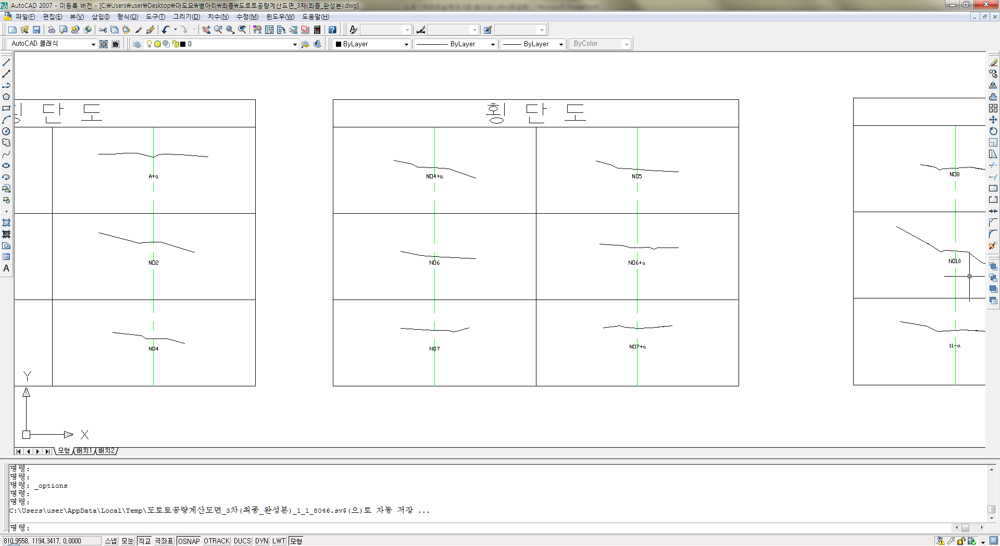 AutoCAD 2007 - 미등록 버전 - [C:₩Users₩user₩Desktop₩마도요₩병아리₩최종₩도로토공량계산도면_3차(최종_완성본).dwg]
파일(F) 편집(E) 뷰(V) 삽입(I) 형식(O) 도구(T) 그리기(D) 치수(N) 수정(M) 윈도우(W) 도움말(H)
AutoCAD 클래식 0 ByLayer ByLayer ByLayer ByColor
단 도
횡 단 도
A+a
NO4+a
NO5
NO8
NO2
NO6
NO6+a
NO10
NO4
NO7
NO7+a
11+a
Y
X
모형 배치1 배치2
명령:
명령:
명령: _options
명령:
명령:
C:\Users\user\AppData\Local\Temp\도로토공량계산도면_3차(최종_완성본)_1_1_8046.sv$(으)로 자동 저장 ...
명령:
810,9558, 1194,3417, 0,0000 스냅 모눈 직교 극좌표 OSNAP OTRACK DUCS DYN LWT 모형